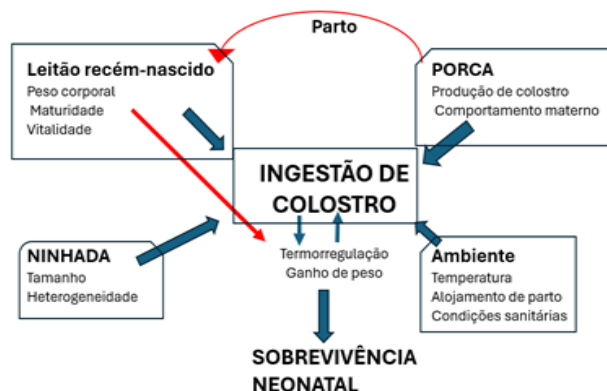 Parto
Leitão recém-nascido
Peso corporal
Maturidade
Vitalidade
PORCA
Produção de colostro
Comportamento materno
INGESTÃO DE
COLOSTRO
NINHADA
Tamanho
Heterogeneidade
Termorregulação
Ganho de peso
Ambiente
Temperatura
Alojamento de parto
Condições sanitárias
SOBREVIVÊNCIA
NEONATAL